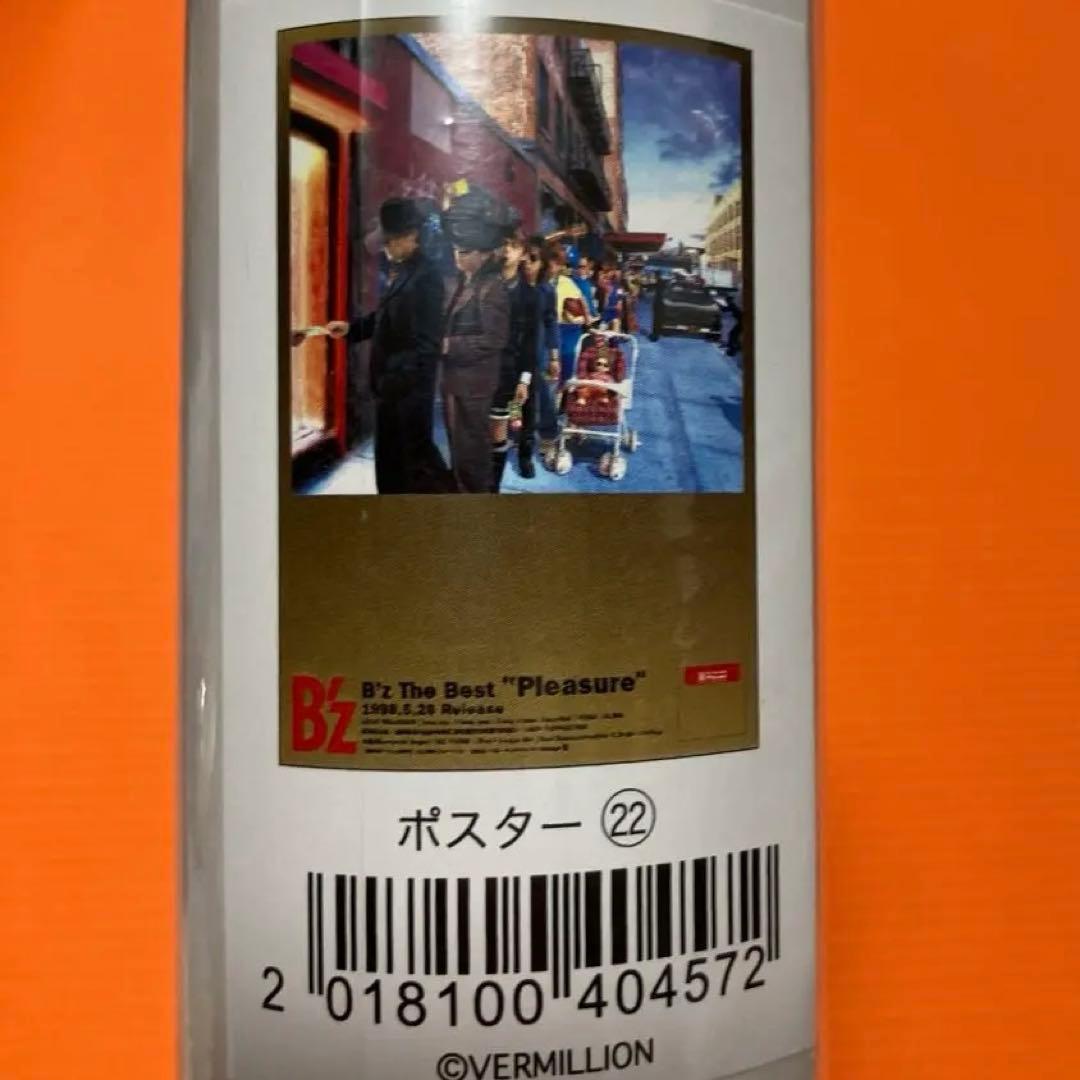 B'z
B'z The Best "Pleasure"
1998.5.20 Release
ポスター ㉒
2 018100 404572
©VERMILLION